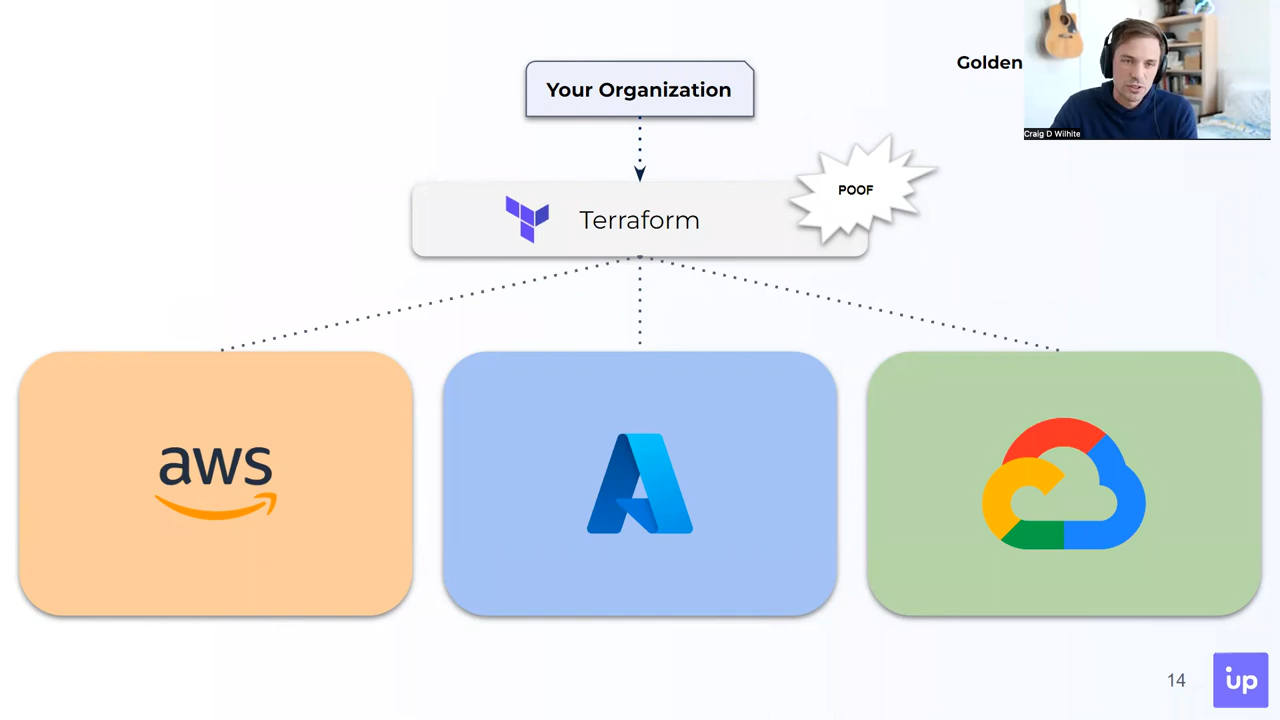 Your Organization
Golden
Craig D Wilhite
POOF
Terraform
aws
14
up